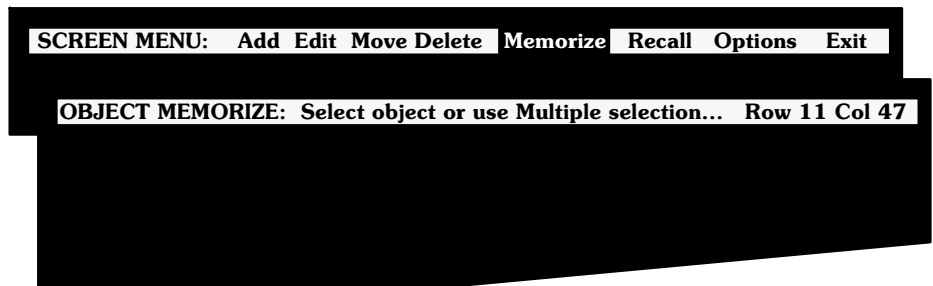 SCREEN MENU: Add Edit Move Delete Memorize Recall Options Exit
OBJECT MEMORIZE: Select object or use Multiple selection... Row 11 Col 47